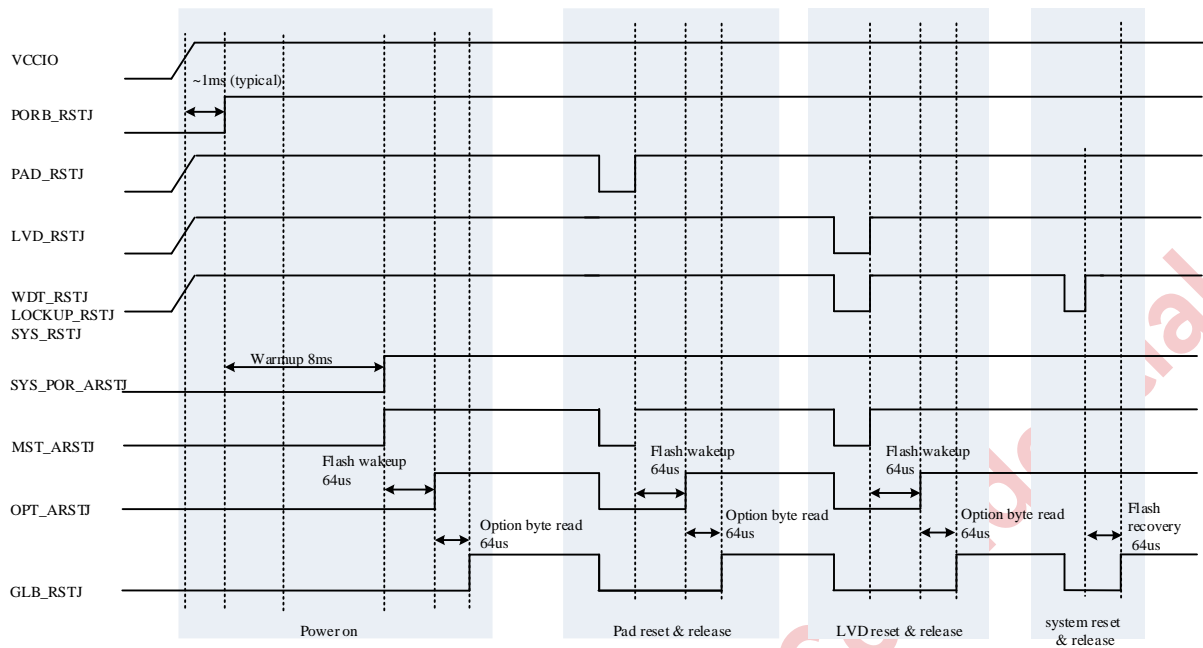 VCCIO
~1ms (typical)
PORB_RSTJ
PAD_RSTJ
LVD_RSTJ
WDT_RSTJ
LOCKUP_RSTJ
SYS_RSTJ
Warmup 8ms
SYS_POR_ARSTJ
MST_ARSTJ
Flash wakeup
64us
Flash wakeup
64us
Flash wakeup
64us
OPT_ARSTJ
Option byte read
64us
Option byte read
64us
Option byte read
64us
Flash
recovery
64us
GLB_RSTJ
Power on
Pad reset & release
LVD reset & release
system reset
& release